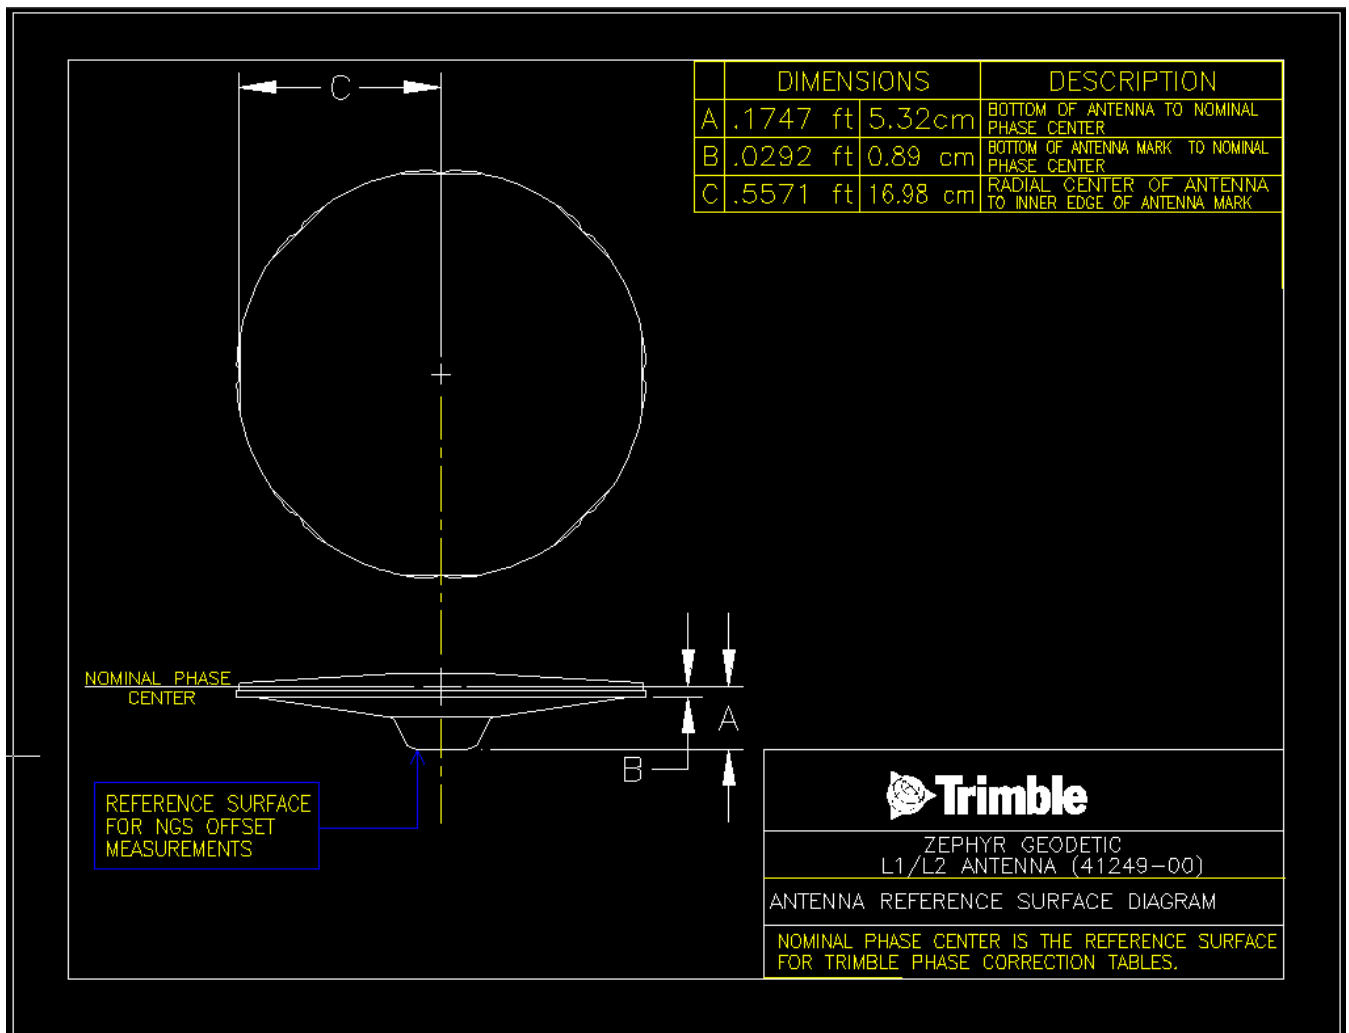 C
DIMENSIONS DESCRIPTION
A .1747 ft 5.32cm BOTTOM OF ANTENNA TO NOMINAL
PHASE CENTER
B .0292 ft 0.89 cm BOTTOM OF ANTENNA MARK TO NOMINAL
PHASE CENTER
C .5571 ft 16.98 cm RADIAL CENTER OF ANTENNA
TO INNER EDGE OF ANTENNA MARK
NOMINAL PHASE
CENTER
A
B
REFERENCE SURFACE
FOR NGS OFFSET
MEASUREMENTS
Trimble
ZEPHYR GEODETIC
L1/L2 ANTENNA (41249-00)
ANTENNA REFERENCE SURFACE DIAGRAM
NOMINAL PHASE CENTER IS THE REFERENCE SURFACE
FOR TRIMBLE PHASE CORRECTION TABLES.